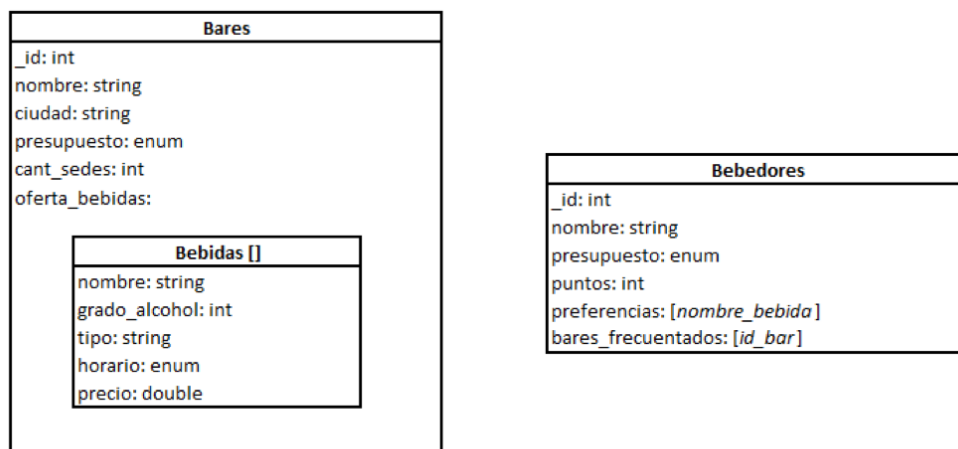 Bares
_id: int
nombre: string
ciudad: string
presupuesto: enum
cant_sedes: int
oferta_bebidas:
Bebidas []
nombre: string
grado_alcohol: int
tipo: string
horario: enum
precio: double
Bebedores
_id: int
nombre: string
presupuesto: enum
puntos: int
preferencias: [nombre_bebida]
bares_frecuentados: [id_bar]